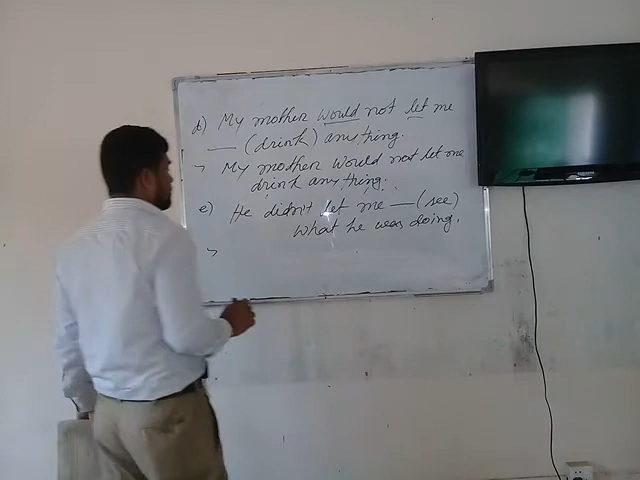 d) My mother would not let me
__ (drink) anything.
→ My mother would not let me
drink anything.
e) He didn't let me — (see)
What he was doing.
→